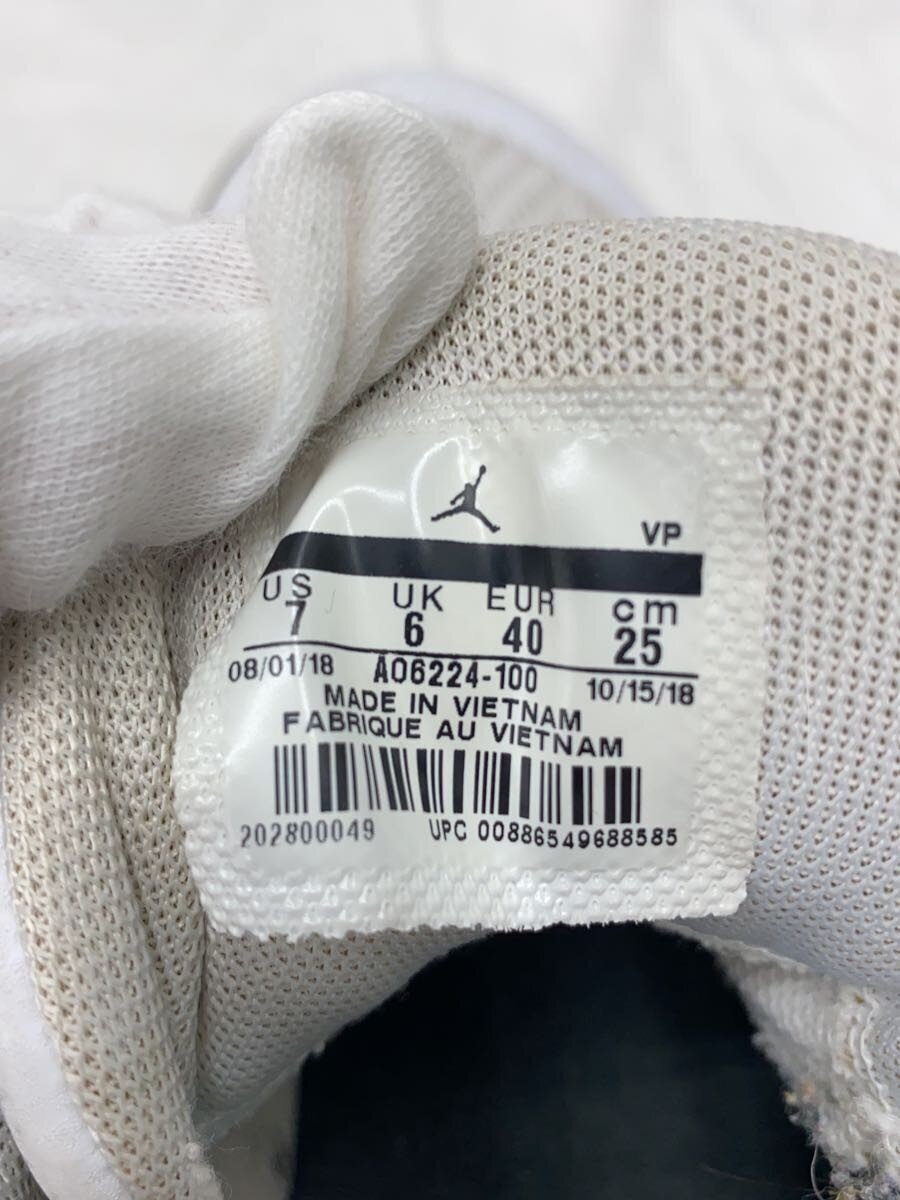 VP
US UK EUR cm
7 6 40 25
08/01/18 AO6224-100 10/15/18
MADE IN VIETNAM
FABRIQUE AU VIETNAM
202800049 UPC 00886549688585